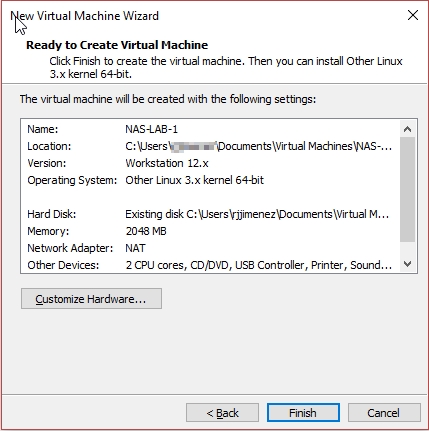 New Virtual Machine Wizard
Ready to Create Virtual Machine
Click Finish to create the virtual machine. Then you can install Other Linux
3.x kernel 64-bit.
The virtual machine will be created with the following settings:
Name: NAS-LAB-1
Location: C:\Users\ \Documents\Virtual Machines\NAS-...
Version: Workstation 12.x
Operating System: Other Linux 3.x kernel 64-bit
Hard Disk: Existing disk C:\Users\rjjimenez\Documents\Virtual M...
Memory: 2048 MB
Network Adapter: NAT
Other Devices: 2 CPU cores, CD/DVD, USB Controller, Printer, Sound...
Customize Hardware...
< Back Finish Cancel